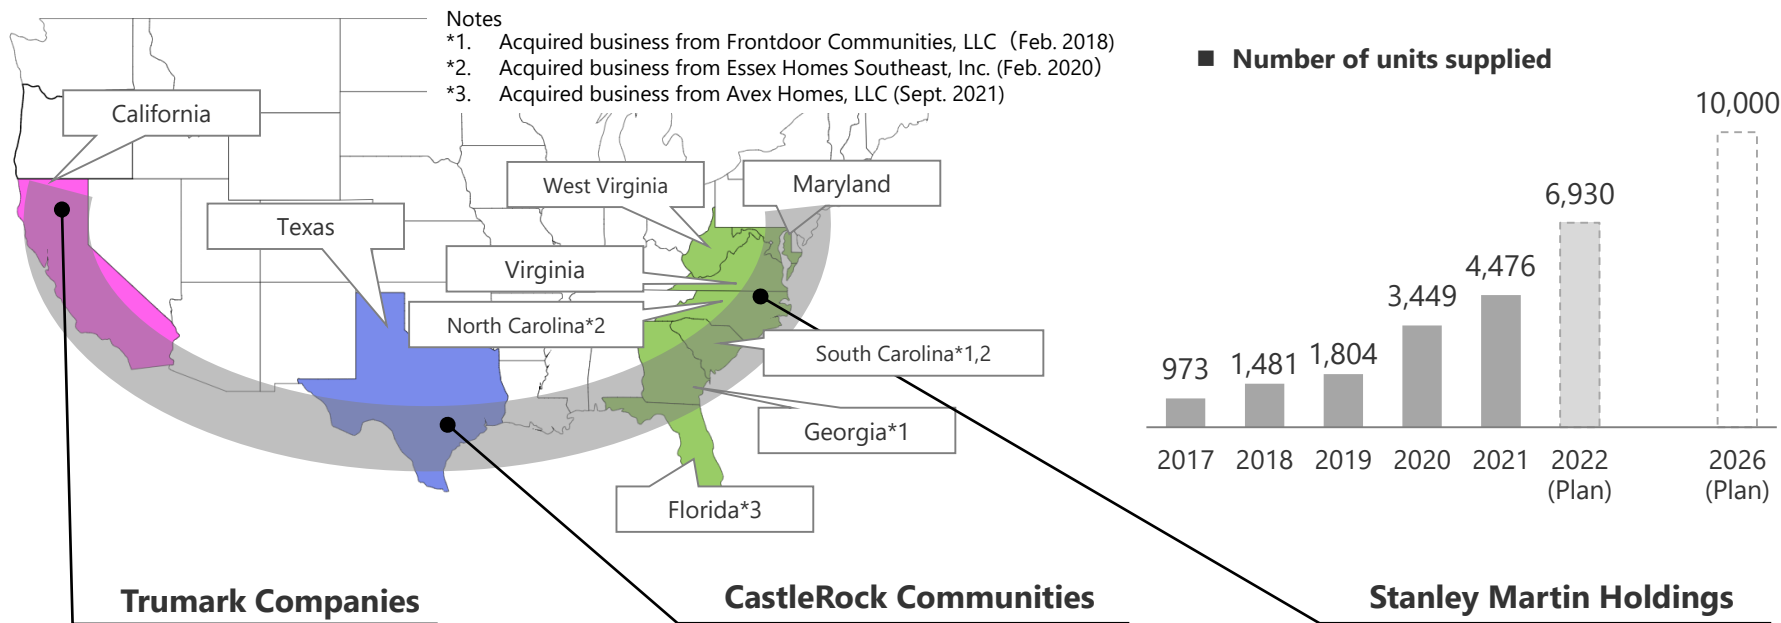 Notes
*1. Acquired business from Frontdoor Communities, LLC（Feb. 2018)
*2. Acquired business from Essex Homes Southeast, Inc. (Feb. 2020）
*3. Acquired business from Avex Homes, LLC (Sept. 2021)
California
West Virginia
Maryland
Texas
Virginia
North Carolina*2
South Carolina*1,2
Georgia*1
Florida*3
Trumark Companies
CastleRock Communities
Stanley Martin Holdings
■ Number of units supplied
973
1,481
1,804
3,449
4,476
6,930
10,000
2017
2018
2019
2020
2021
2022
(Plan)
2026
(Plan)